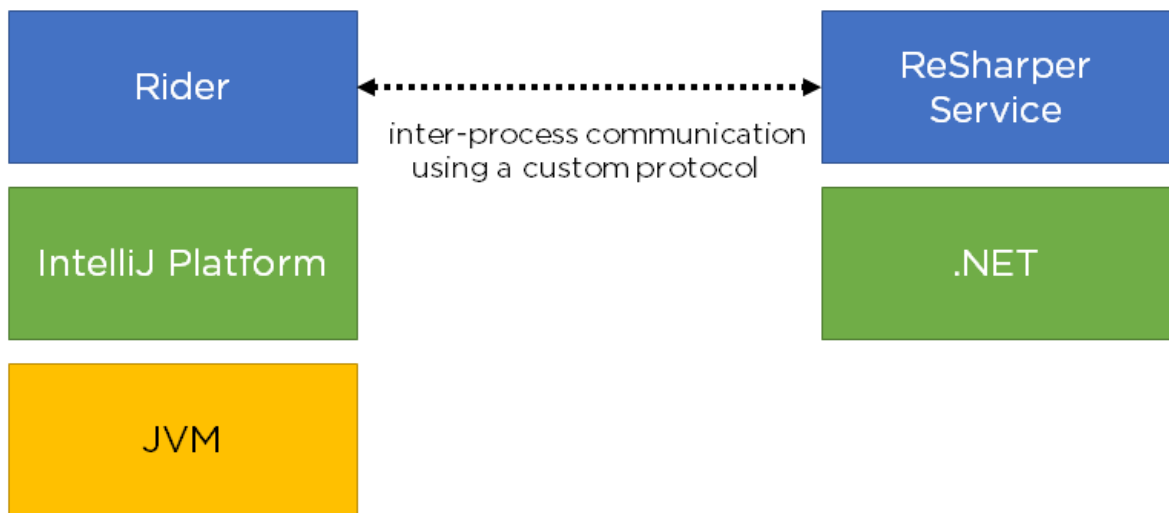 Rider
ReSharper
Service
inter-process communication
using a custom protocol
IntelliJ Platform
.NET
JVM